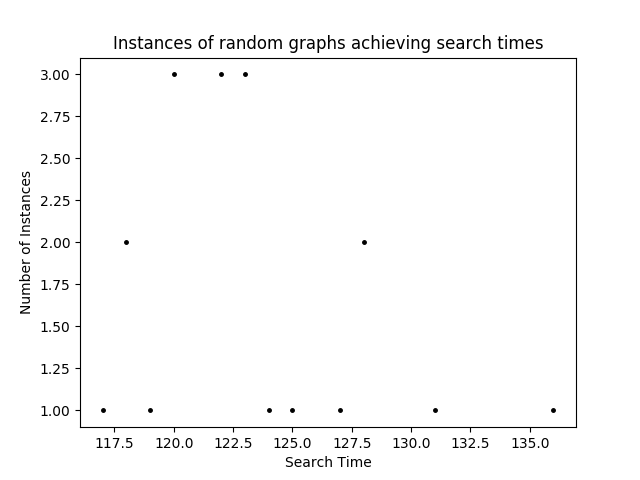 Instances of random graphs achieving search times
3.00
2.75
2.50
2.25
2.00
1.75
1.50
1.25
1.00
Number of Instances
117.5 120.0 122.5 125.0 127.5 130.0 132.5 135.0
Search Time